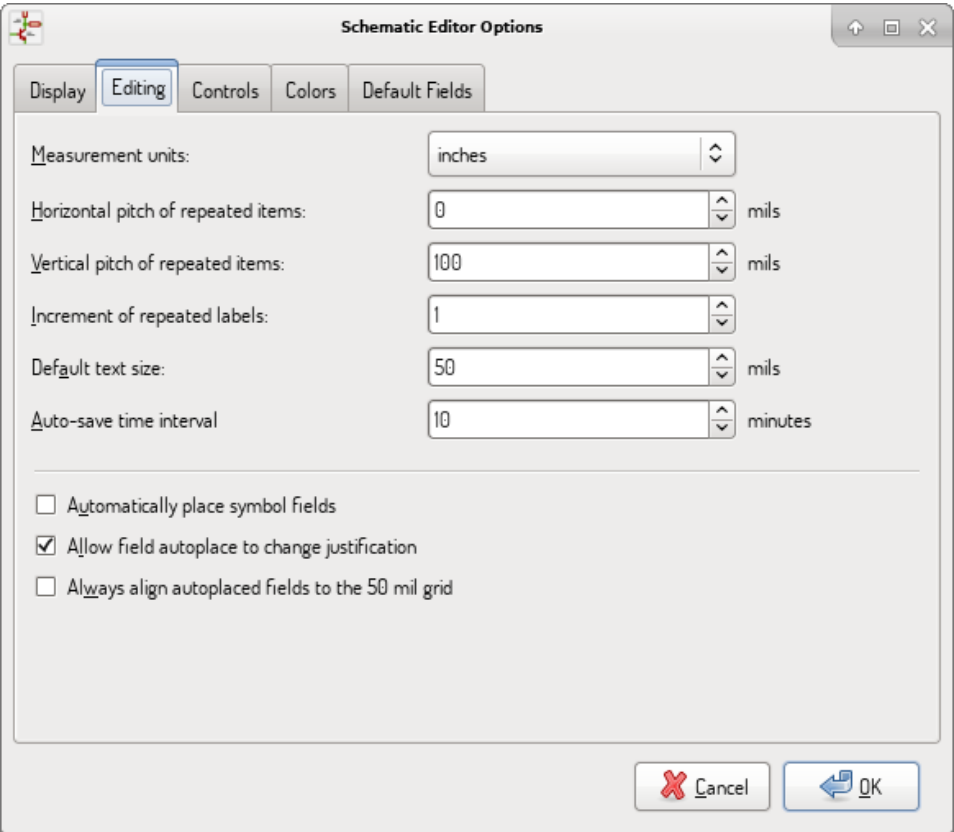 Schematic Editor Options
Display Editing Controls Colors Default Fields
Measurement units: inches
Horizontal pitch of repeated items: 0 mils
Vertical pitch of repeated items: 100 mils
Increment of repeated labels: 1
Default text size: 50 mils
Auto-save time interval 10 minutes
Automatically place symbol fields
Allow field autoplace to change justification
Always align autoplaced fields to the 50 mil grid
Cancel OK